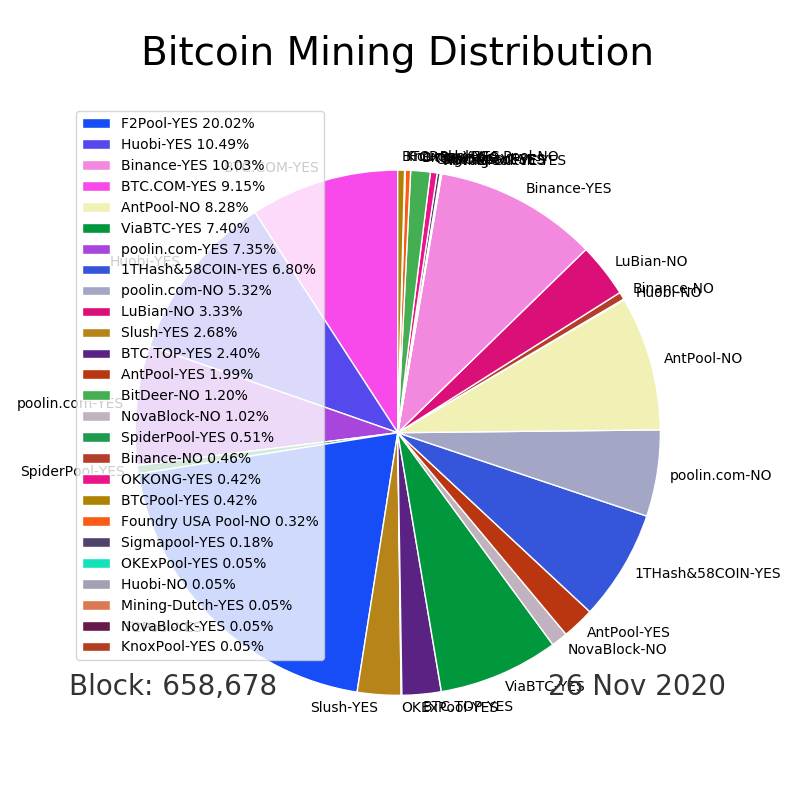 Bitcoin Mining Distribution
F2Pool-YES 20.02%
Huobi-YES 10.49%
Binance-YES 10.03%
BTC.COM-YES 9.15%
AntPool-NO 8.28%
ViaBTC-YES 7.40%
poolin.com-YES 7.35%
1THash&58COIN-YES 6.80%
poolin.com-NO 5.32%
LuBian-NO 3.33%
Slush-YES 2.68%
BTC.TOP-YES 2.40%
AntPool-YES 1.99%
BitDeer-NO 1.20%
NovaBlock-NO 1.02%
SpiderPool-YES 0.51%
Binance-NO 0.46%
OKKONG-YES 0.42%
BTCPool-YES 0.42%
Foundry USA Pool-NO 0.32%
Sigmapool-YES 0.18%
OKExPool-YES 0.05%
Huobi-NO 0.05%
Mining-Dutch-YES 0.05%
NovaBlock-YES 0.05%
KnoxPool-YES 0.05%
BTC.COM-YES
Huobi-YES
poolin.com-YES
SpiderPool-YES
Binance-YES
LuBian-NO
Binance-NO
Huobi-NO
AntPool-NO
poolin.com-NO
1THash&58COIN-YES
AntPool-YES
NovaBlock-NO
ViaBTC-YES
BTC.TOP-YES
OKExPool-YES
Slush-YES
Block: 658,678
26 Nov 2020